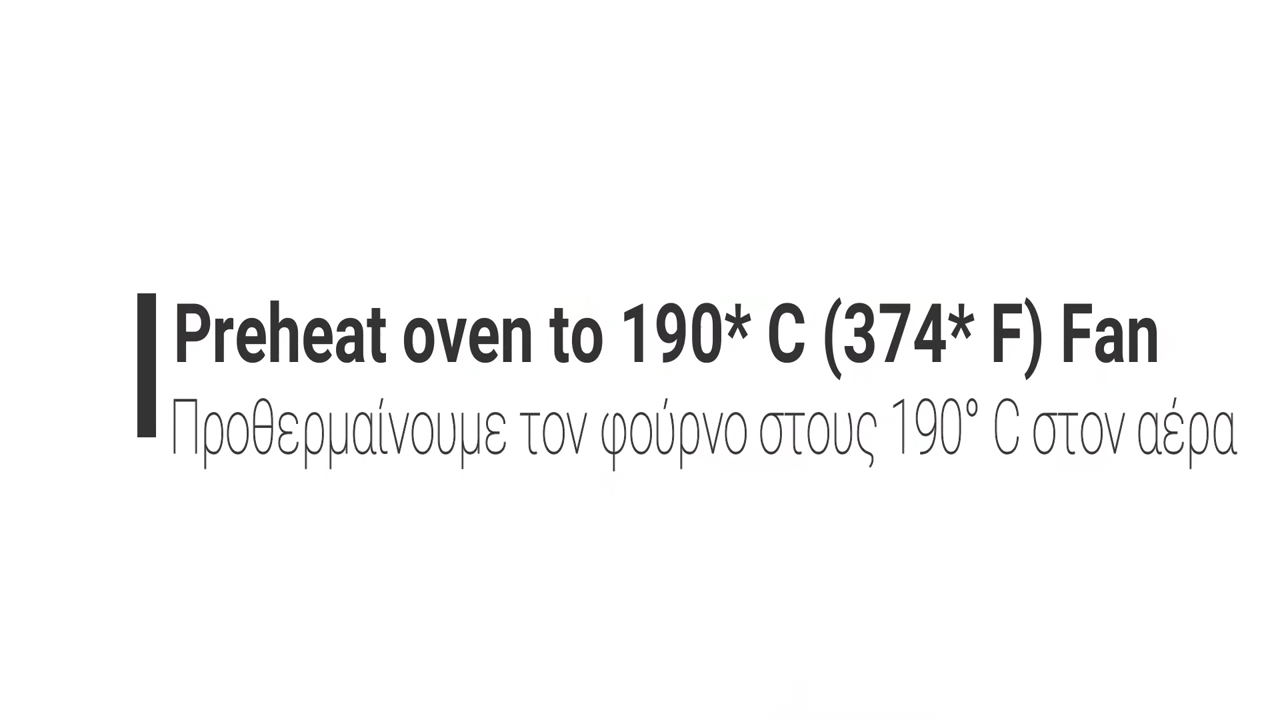 Preheat oven to 190* C (374* F) Fan
Προθερμαίνουμε τον φούρνο στους 190° C στον αέρα